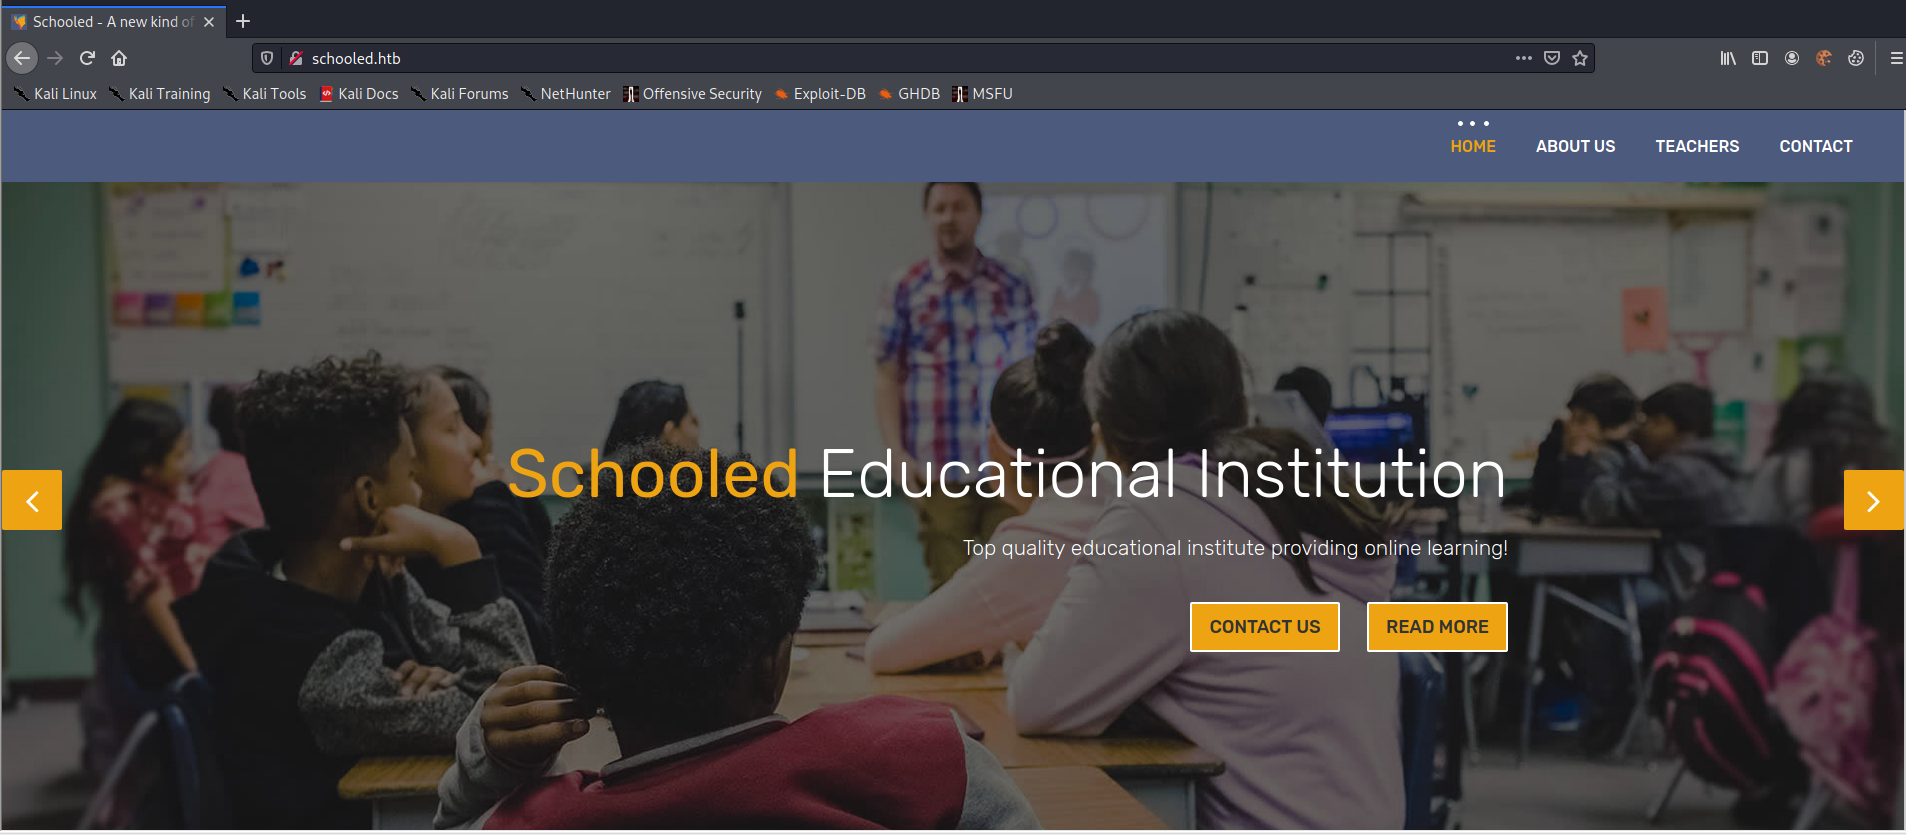 Schooled - A new kind of
schooled.htb
Kali Linux Kali Training Kali Tools Kali Docs Kali Forums NetHunter Offensive Security Exploit-DB GHDB MSFU
HOME ABOUT US TEACHERS CONTACT
Schooled Educational Institution
Top quality educational institute providing online learning!
CONTACT US READ MORE